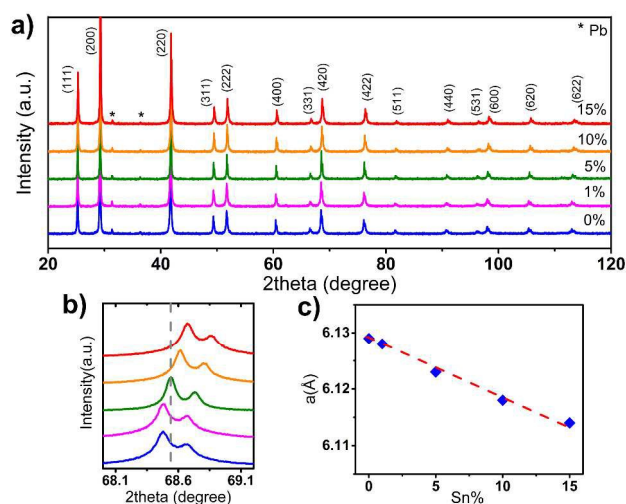 a)
* Pb
Intensity (a.u.)
(111)
(200)
*
*
(220)
(311)
(222)
(400)
(331)
(420)
(422)
(511)
(440)
(531)
(600)
(620)
(622)
15%
10%
5%
1%
0%
20 40 60 80 100 120
2theta (degree)
b)
Intensity(a.u.)
68.1 68.6 69.1
2theta (degree)
c)
a(Å)
6.13
6.12
6.11
0 5 10 15
Sn%